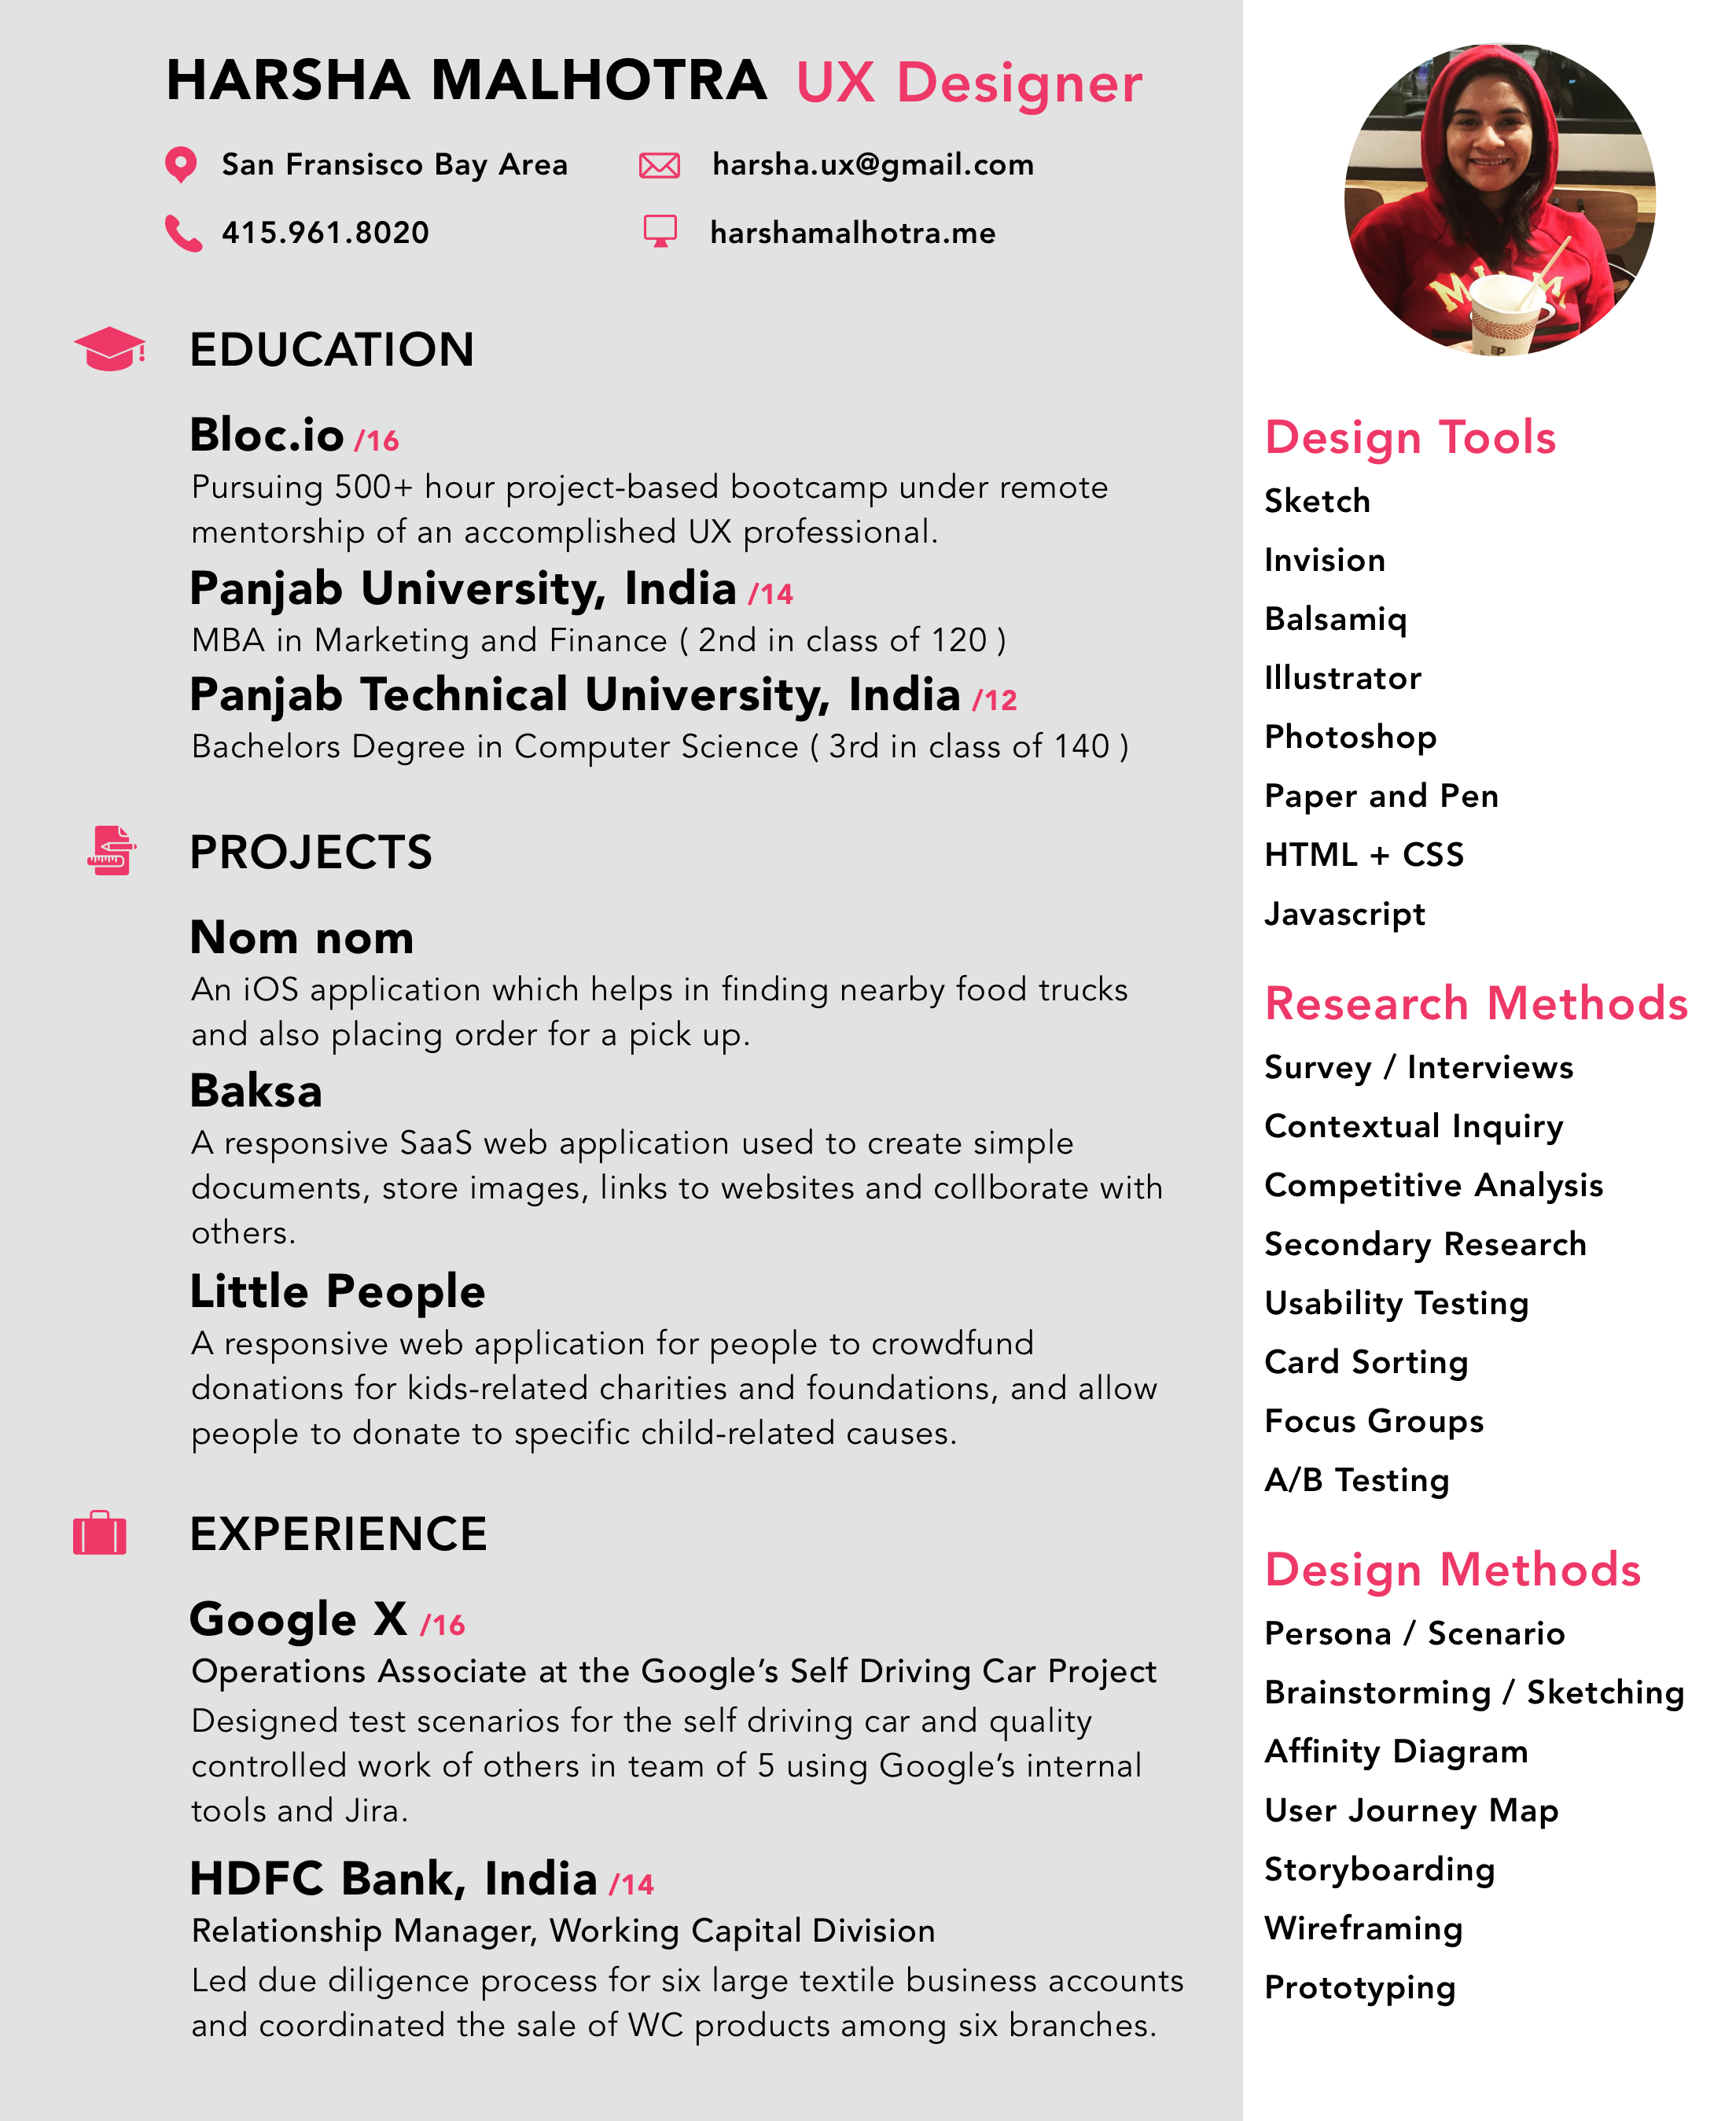 HARSHA MALHOTRA UX Designer
San Fransisco Bay Area
harsha.ux@gmail.com
415.961.8020
harshamalhotra.me
EDUCATION
Bloc.io /16
Pursuing 500+ hour project-based bootcamp under remote
mentorship of an accomplished UX professional.
Panjab University, India /14
MBA in Marketing and Finance ( 2nd in class of 120 )
Panjab Technical University, India /12
Bachelors Degree in Computer Science ( 3rd in class of 140 )
PROJECTS
Nom nom
An iOS application which helps in finding nearby food trucks
and also placing order for a pick up.
Baksa
A responsive SaaS web application used to create simple
documents, store images, links to websites and collborate with
others.
Little People
A responsive web application for people to crowdfund
donations for kids-related charities and foundations, and allow
people to donate to specific child-related causes.
EXPERIENCE
Google X /16
Operations Associate at the Google’s Self Driving Car Project
Designed test scenarios for the self driving car and quality
controlled work of others in team of 5 using Google’s internal
tools and Jira.
HDFC Bank, India /14
Relationship Manager, Working Capital Division
Led due diligence process for six large textile business accounts
and coordinated the sale of WC products among six branches.
Design Tools
Sketch
Invision
Balsamiq
Illustrator
Photoshop
Paper and Pen
HTML + CSS
Javascript
Research Methods
Survey / Interviews
Contextual Inquiry
Competitive Analysis
Secondary Research
Usability Testing
Card Sorting
Focus Groups
A/B Testing
Design Methods
Persona / Scenario
Brainstorming / Sketching
Affinity Diagram
User Journey Map
Storyboarding
Wireframing
Prototyping